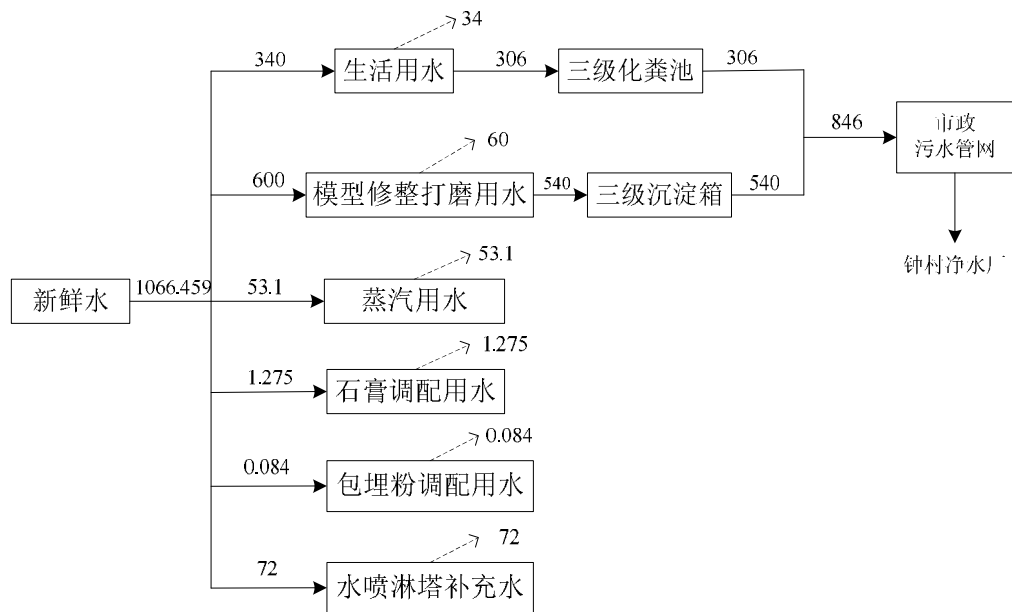 34
340
生活用水
306
三级化粪池
306
846
市政
污水管网
60
600
模型修整打磨用水
540
三级沉淀箱
540
钟村净水厂
53.1
新鲜水
1066.459
53.1
蒸汽用水
1.275
1.275
石膏调配用水
0.084
0.084
包埋粉调配用水
72
72
水喷淋塔补充水